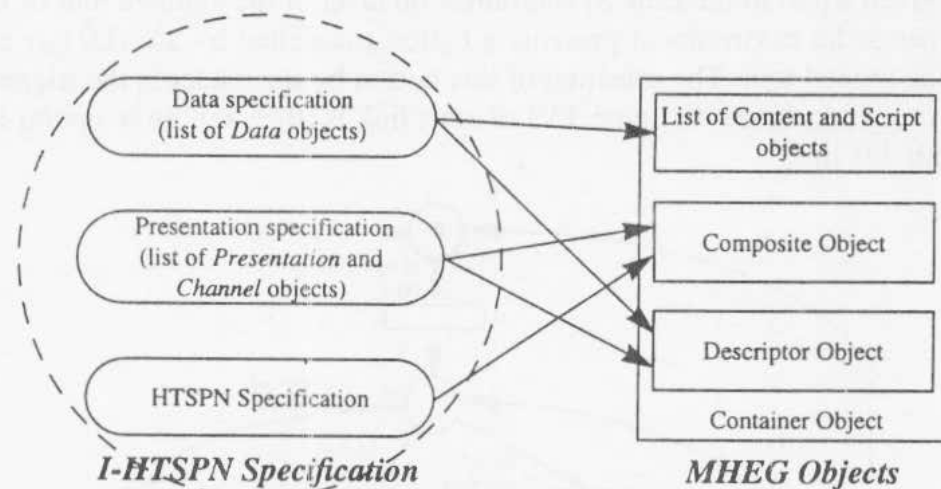 Data specification
(list of Data objects)
Presentation specification
(list of Presentation and
Channel objects)
HTSPN Specification
I-HTSPN Specification
List of Content and Script
objects
Composite Object
Descriptor Object
Container Object
MHEG Objects